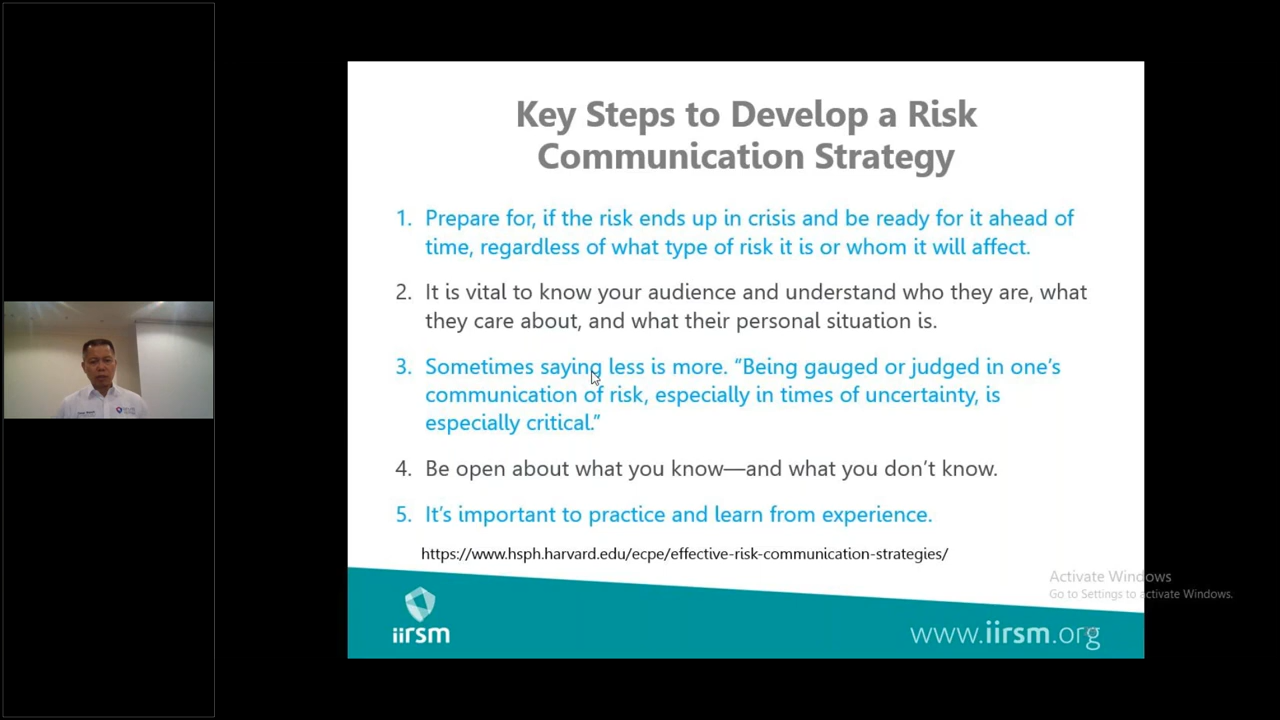 Key Steps to Develop a Risk
Communication Strategy
1. Prepare for, if the risk ends up in crisis and be ready for it ahead of
time, regardless of what type of risk it is or whom it will affect.
2. It is vital to know your audience and understand who they are, what
they care about, and what their personal situation is.
3. Sometimes saying less is more. “Being gauged or judged in one’s
communication of risk, especially in times of uncertainty, is
especially critical.”
4. Be open about what you know—and what you don’t know.
5. It’s important to practice and learn from experience.
https://www.hsph.harvard.edu/ecpe/effective-risk-communication-strategies/
Activate Windows
Go to Settings to activate Windows.
iirsm
www.iirsm.org